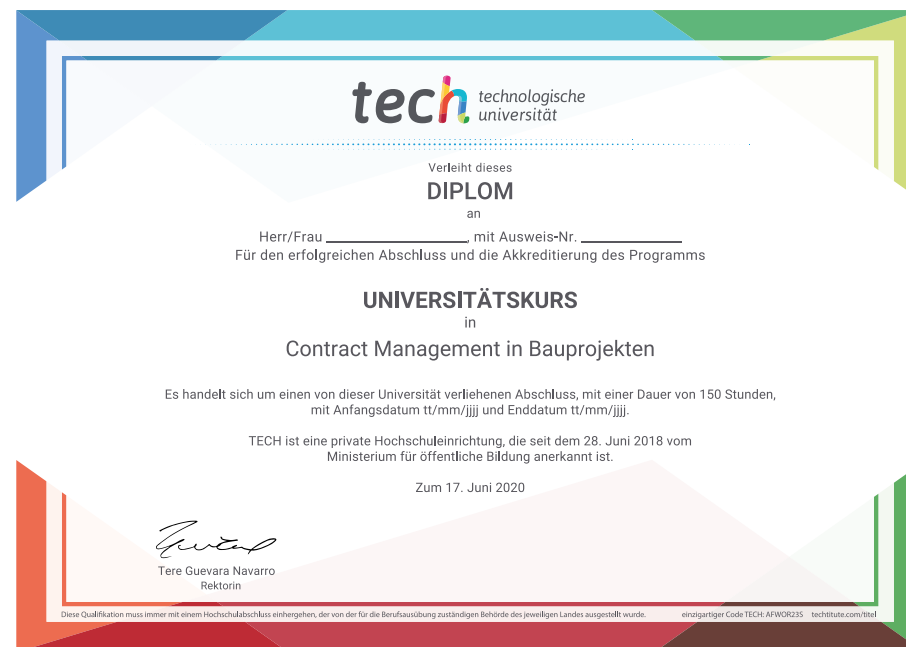 tech technologische
universität
Verleiht dieses
DIPLOM
an
Herr/Frau ____________________, mit Ausweis-Nr. ______________
Für den erfolgreichen Abschluss und die Akkreditierung des Programms
UNIVERSITÄTSKURS
in
Contract Management in Bauprojekten
Es handelt sich um einen von dieser Universität verliehenen Abschluss, mit einer Dauer von 150 Stunden,
mit Anfangsdatum tt/mm/jjjj und Enddatum tt/mm/jjjj.
TECH ist eine private Hochschuleinrichtung, die seit dem 28. Juni 2018 vom
Ministerium für öffentliche Bildung anerkannt ist.
Zum 17. Juni 2020
Tere Guevara Navarro
Rektorin
Diese Qualifikation muss immer mit einem Hochschulabschluss einhergehen, der von der für die Berufsausübung zuständigen Behörde des jeweiligen Landes ausgestellt wurde. einzigartiger Code TECH: AFWOR23S techtitute.com/titel